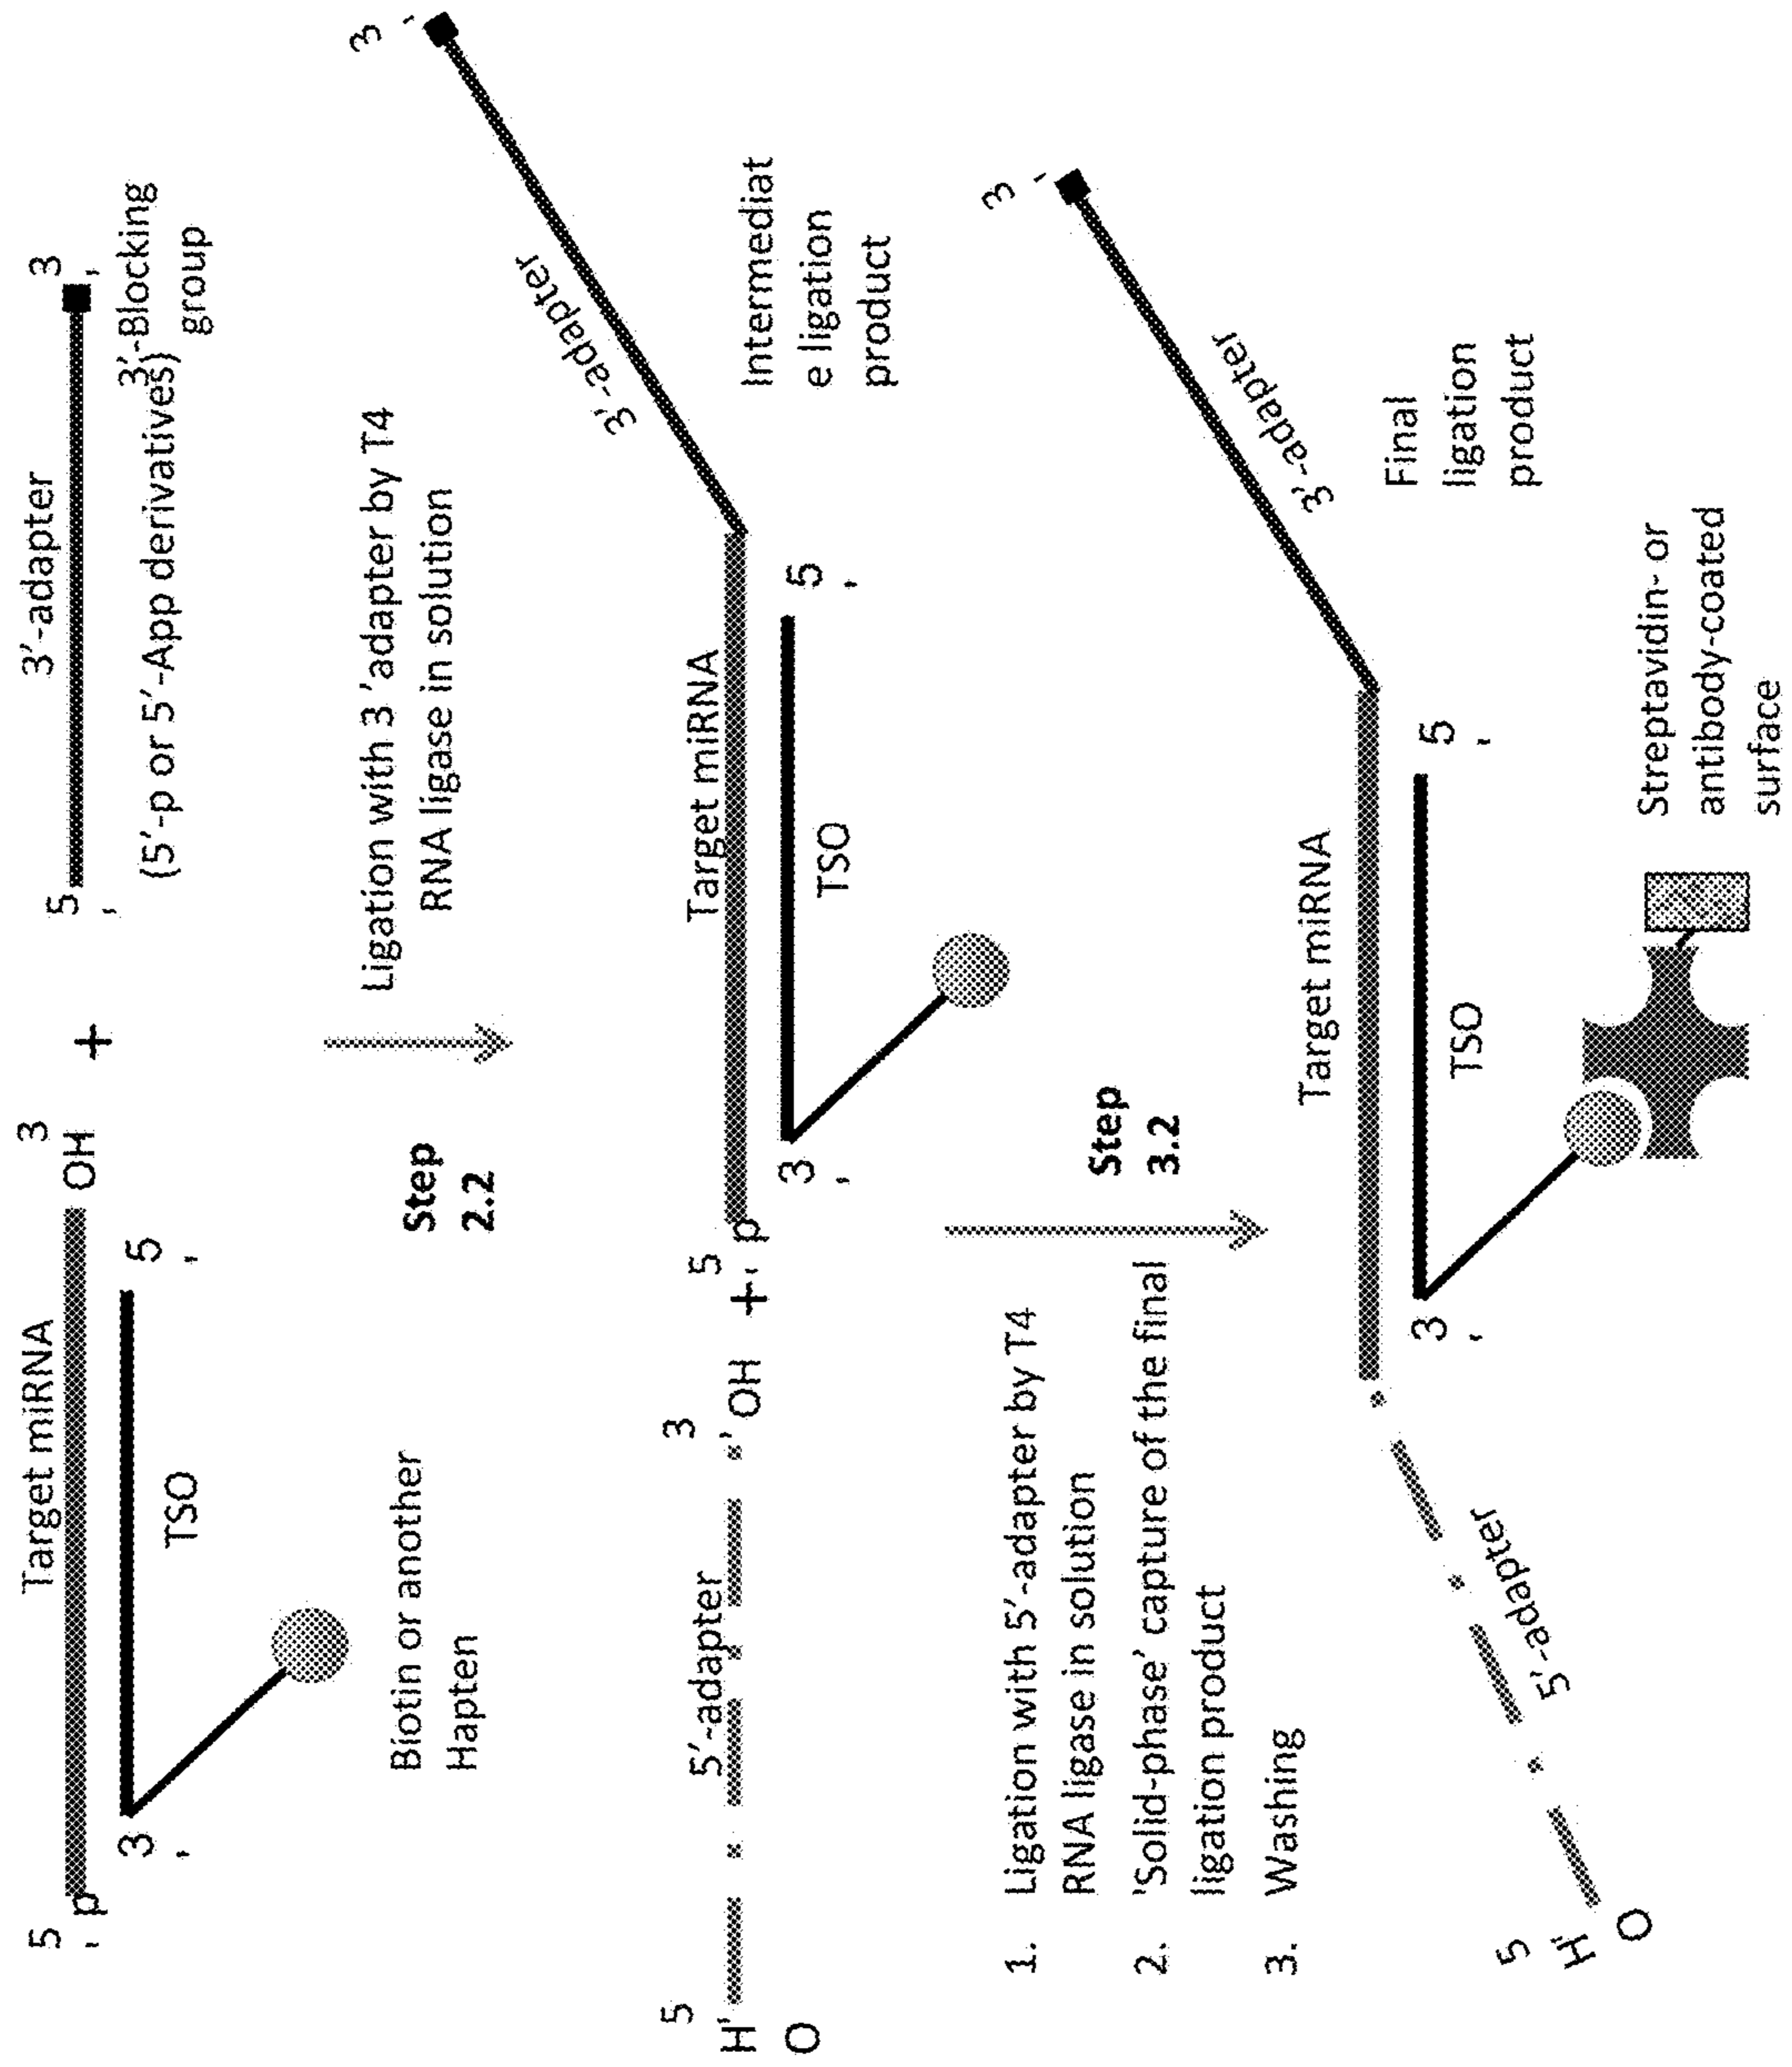 Target miRNA
3'-adapter
5'
p
OH
3
+
5'
3'
3'
5'
TSO
(5'-p or 5'-App derivatives)
3'-Blocking
group
Biotin or another
Hapten
Step
2.2
Ligation with 3 'adapter by T4
RNA ligase in solution
3'
3'-adapter
5
H'
O
5'-adapter
3
'OH
+
5'
p
Target miRNA
3'
TSO
5'
Intermediat
e ligation
product
1. Ligation with 5'-adapter by T4
RNA ligase in solution
2. 'Solid-phase' capture of the final
ligation product
3. Washing
Step
3.2
3'
3'-adapter
Target miRNA
3'
TSO
5'
Final
ligation
product
5
H'
O
5'-adapter
Streptavidin- or
antibody-coated
surface